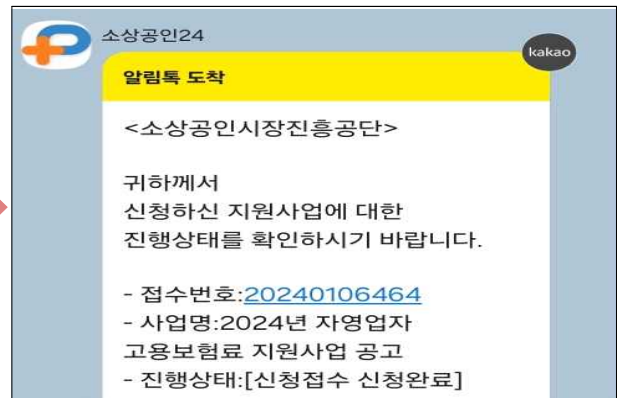 소상공인24
kakao
알림톡 도착
<소상공인시장진흥공단>
귀하께서
신청하신 지원사업에 대한
진행상태를 확인하시기 바랍니다.
- 접수번호:20240106464
- 사업명:2024년 자영업자
고용보험료 지원사업 공고
- 진행상태:[신청접수 신청완료]